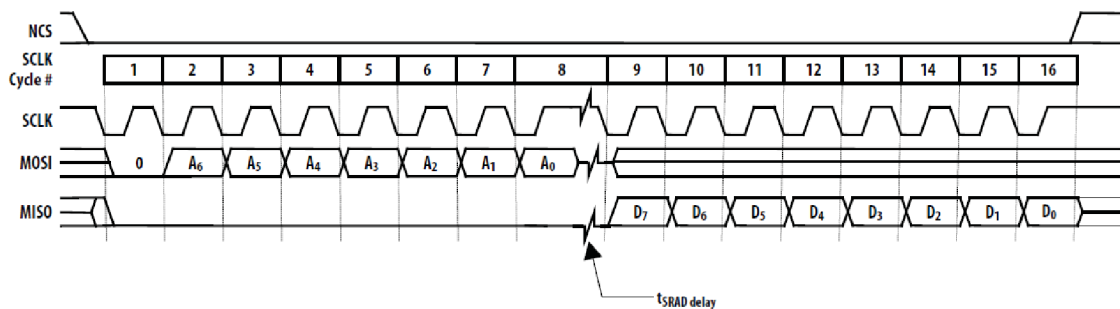 NCS
SCLK
Cycle #
1 2 3 4 5 6 7 8 9 10 11 12 13 14 15 16
SCLK
MOSI 0 A6 A5 A4 A3 A2 A1 A0
MISO D7 D6 D5 D4 D3 D2 D1 D0
tSRAD delay